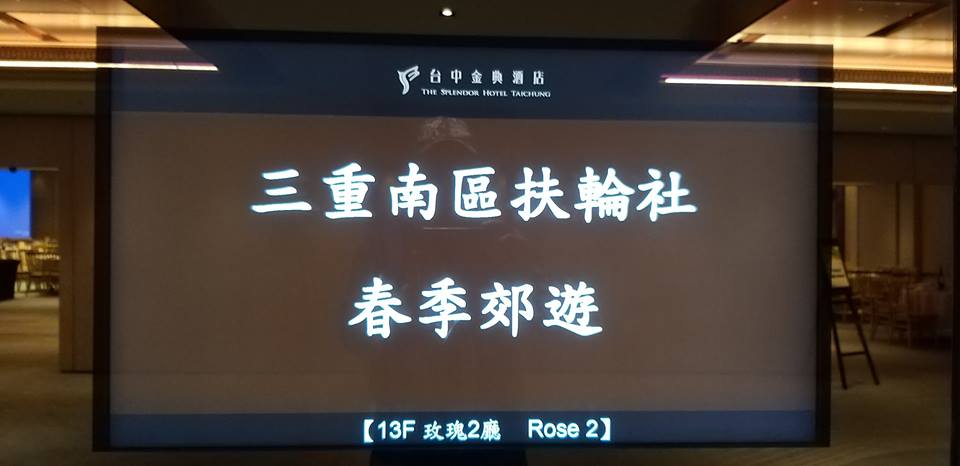 台中金典酒店
THE SPLENDOR HOTEL TAICHUNG
三重南區扶輪社
春季郊遊
【13F 玫瑰2廳 Rose 2】